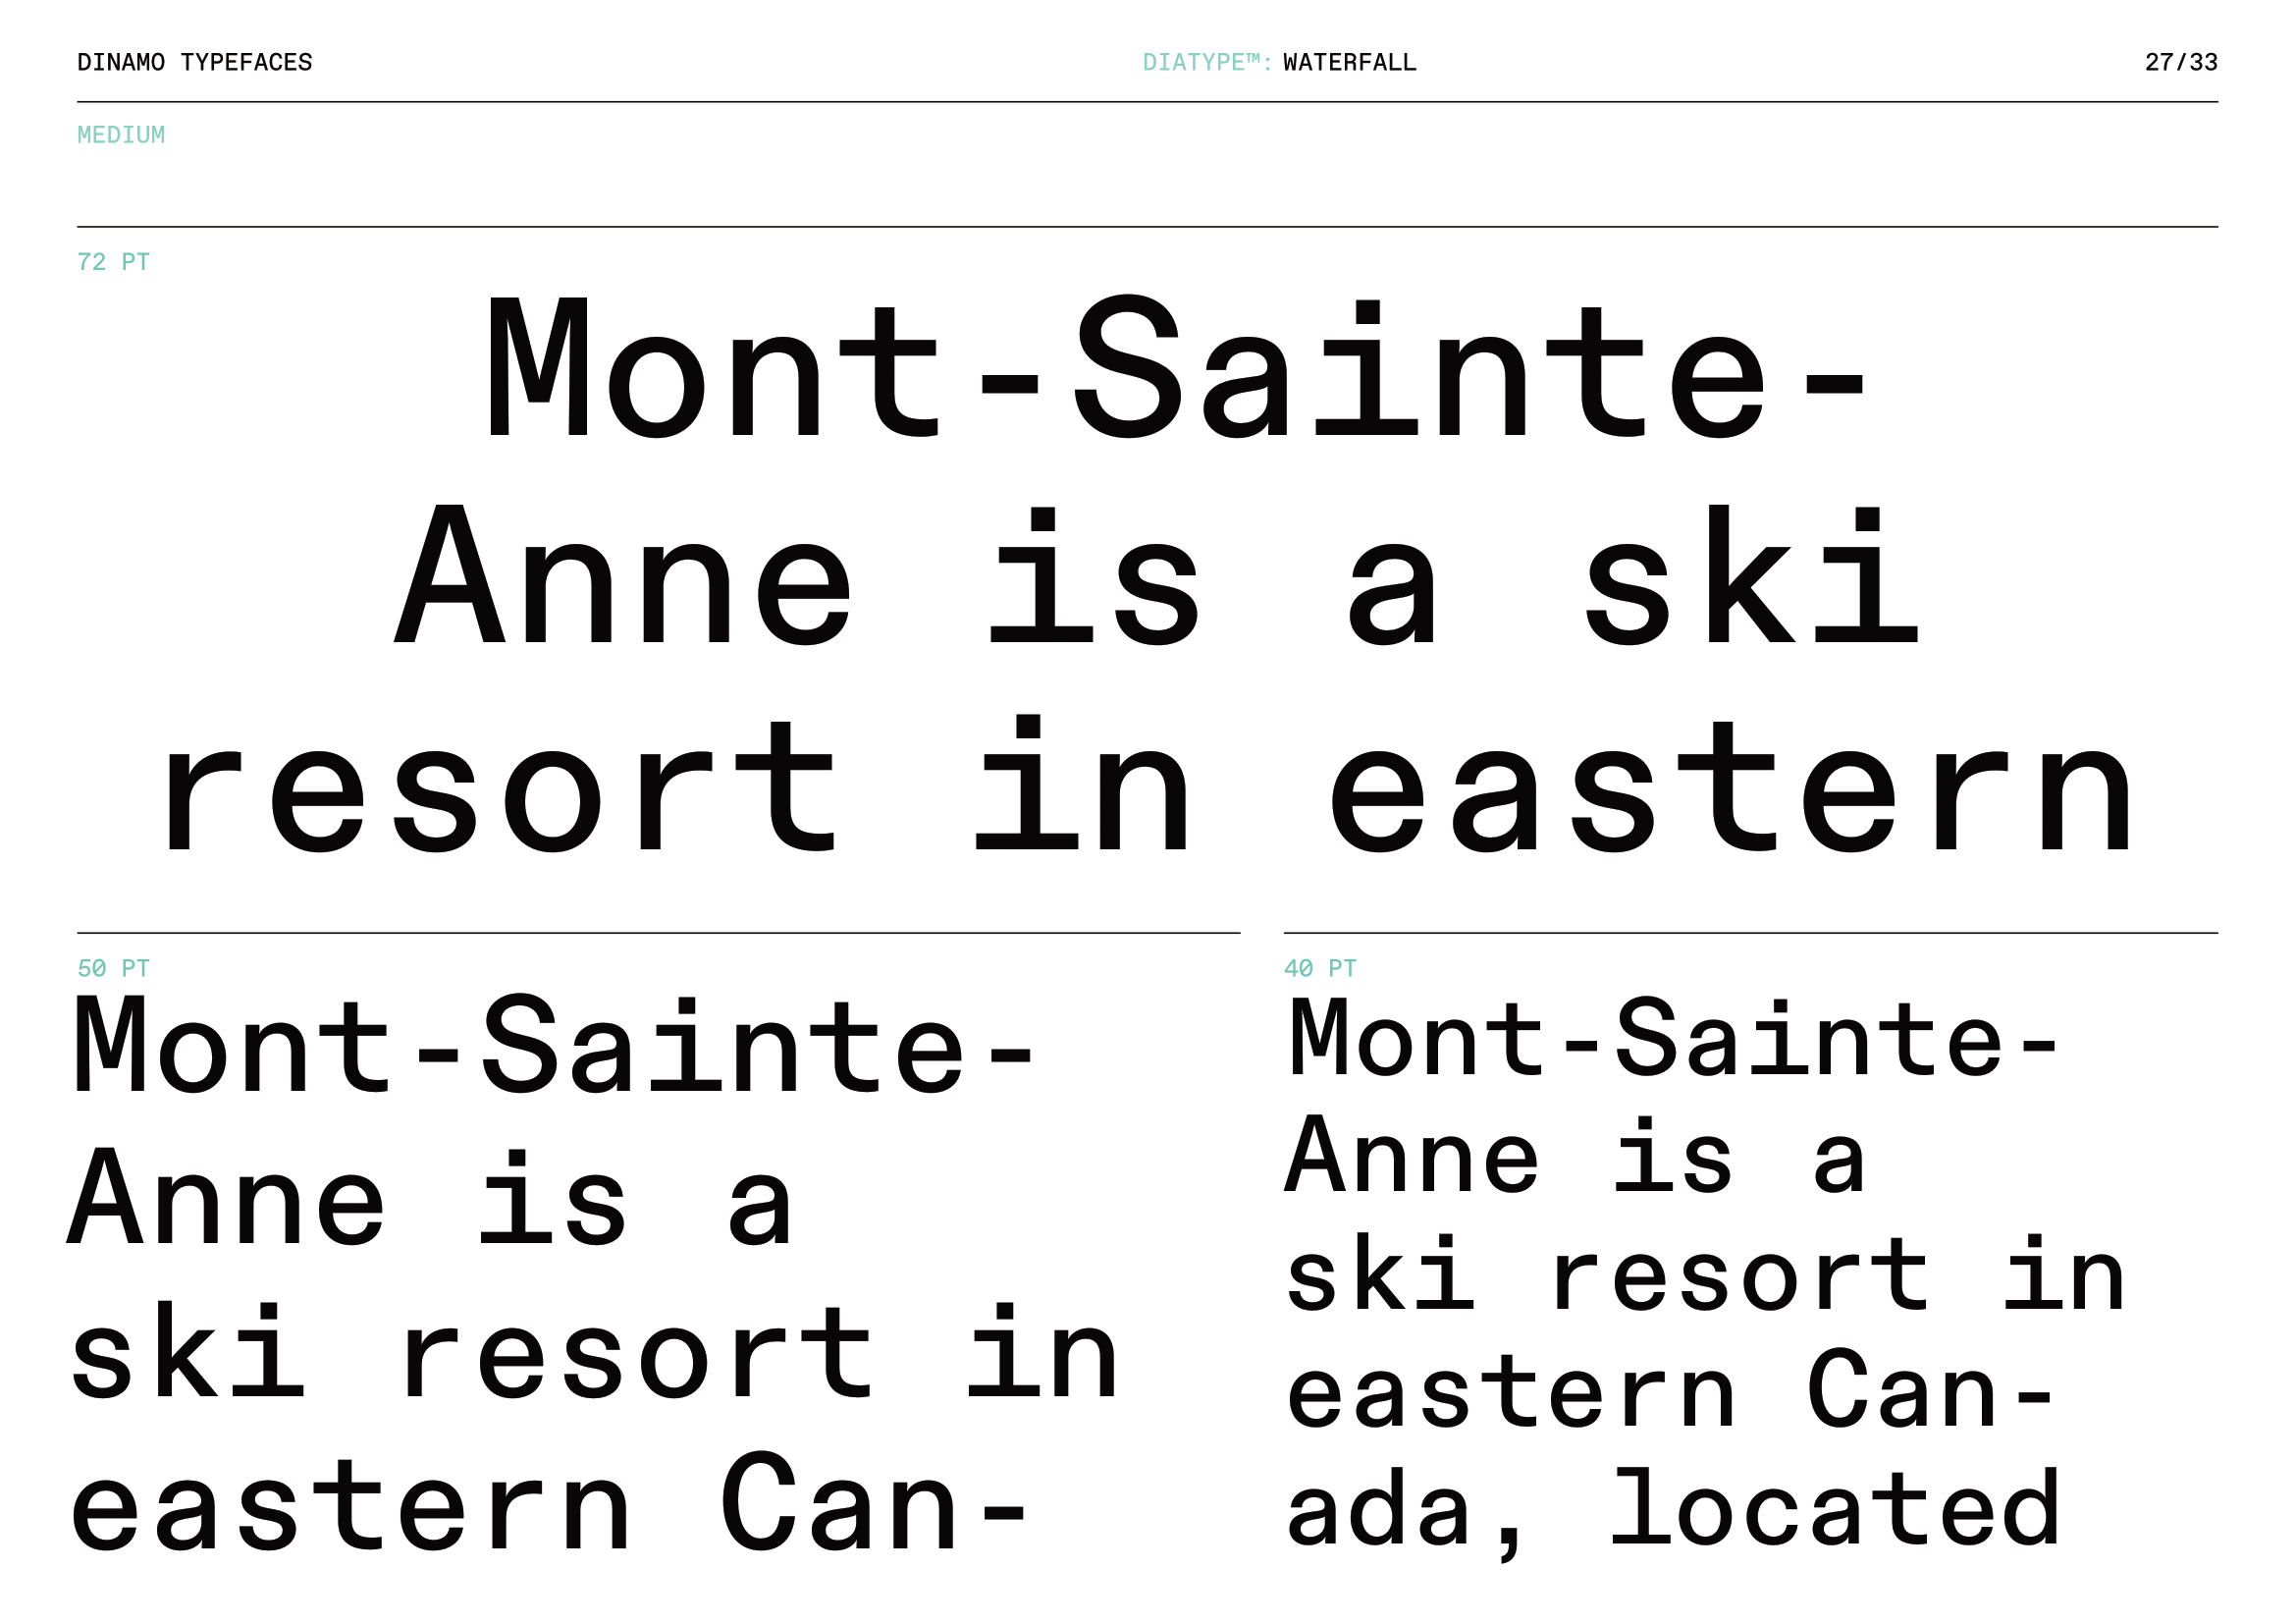 DINAMO TYPEFACES
DIATYPE™: WATERFALL
27/33
MEDIUM
72 PT
Mont-Sainte-
Anne is a ski
resort in eastern
50 PT
Mont-Sainte-
Anne is a
ski resort in
eastern Can-
40 PT
Mont-Sainte-
Anne is a
ski resort in
eastern Can-
ada, located